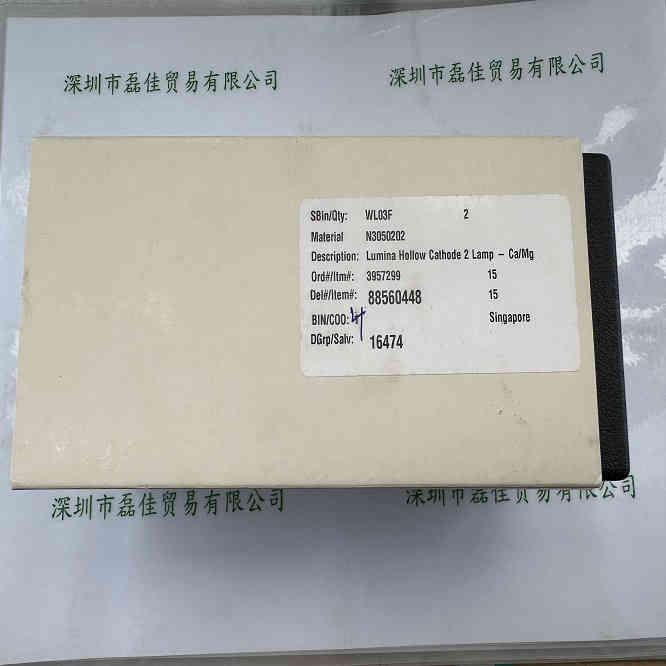 深圳市磊佳贸易有限公司
深圳市磊佳贸易有限公司
SBin/Qty: WL03F 2
Material N3050202
Description: Lumina Hollow Cathode 2 Lamp – Ca/Mg
Ord#/Itm#: 3957299 15
Del#/Item#: 88560448 15
BIN/COO: 4 Singapore
DGrp/Salv: 16474
深圳市磊佳贸易有限公司
深圳市磊佳贸易有限公司